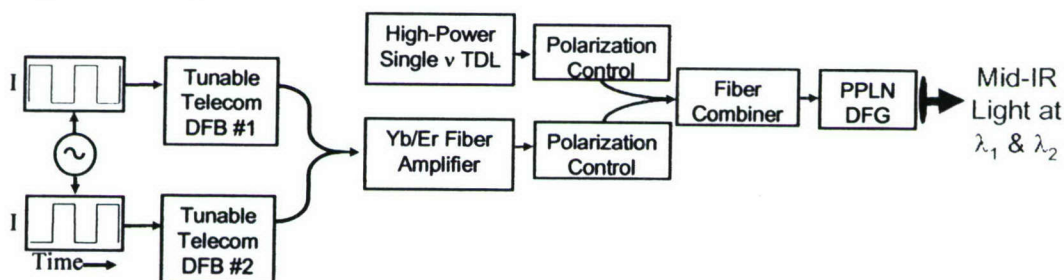 I
Tunable
Telecom
DFB #1
I
Time
Tunable
Telecom
DFB #2
High-Power
Single ν TDL
Yb/Er Fiber
Amplifier
Polarization
Control
Polarization
Control
Fiber
Combiner
PPLN
DFG
Mid-IR
Light at
λ₁ & λ₂